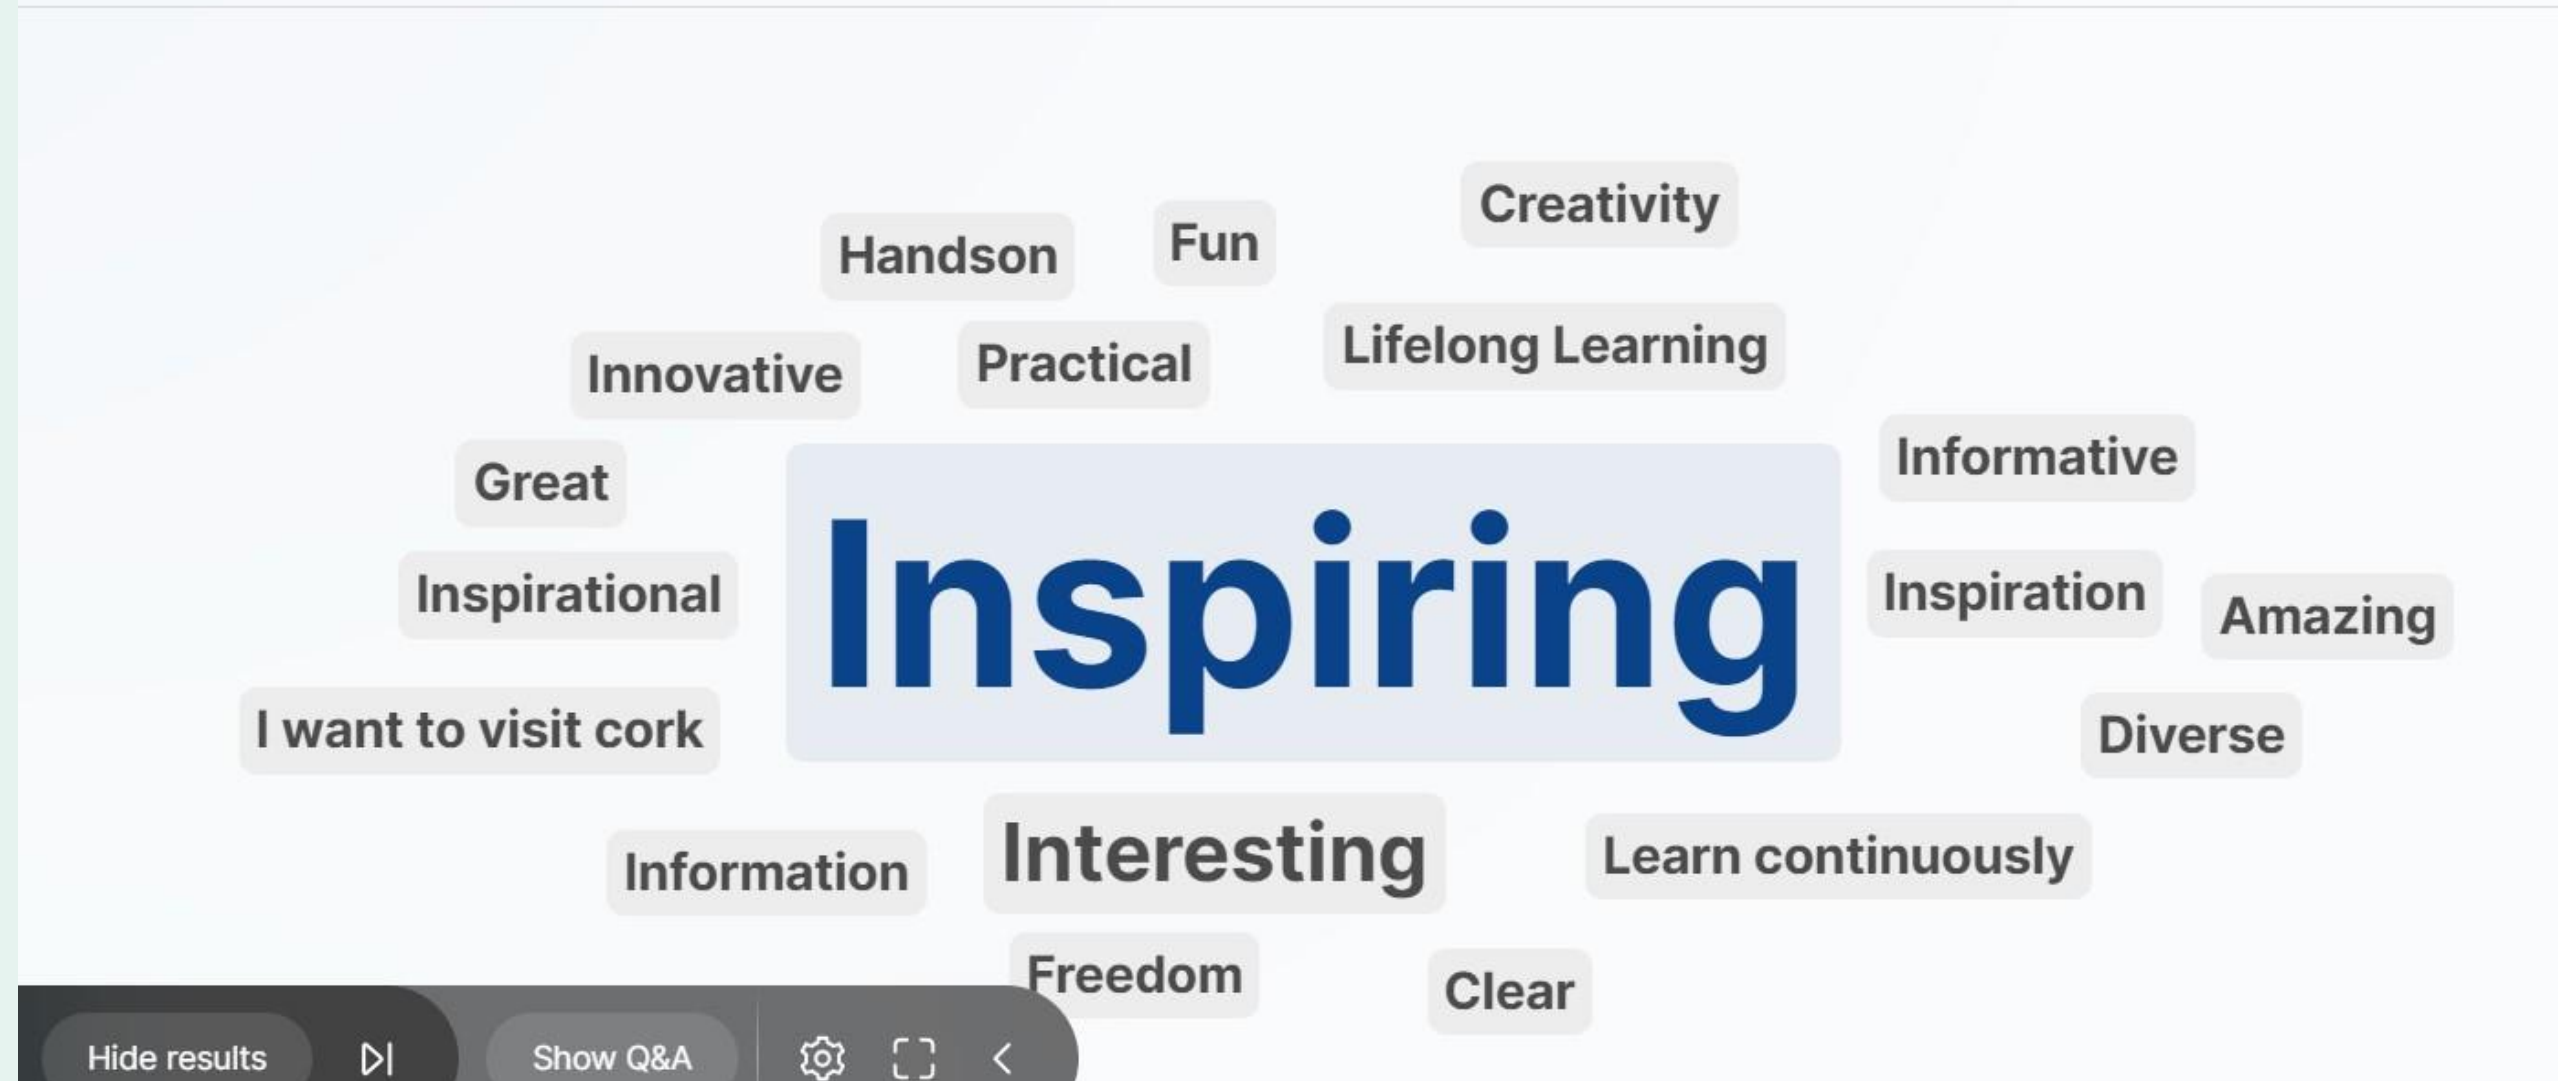 Creativity
Fun
Handson
Lifelong Learning
Practical
Innovative
Informative
Great
Inspiring
Inspirational
Inspiration
Amazing
I want to visit cork
Diverse
Interesting
Learn continuously
Information
Freedom
Clear
Hide results
Show Q&A